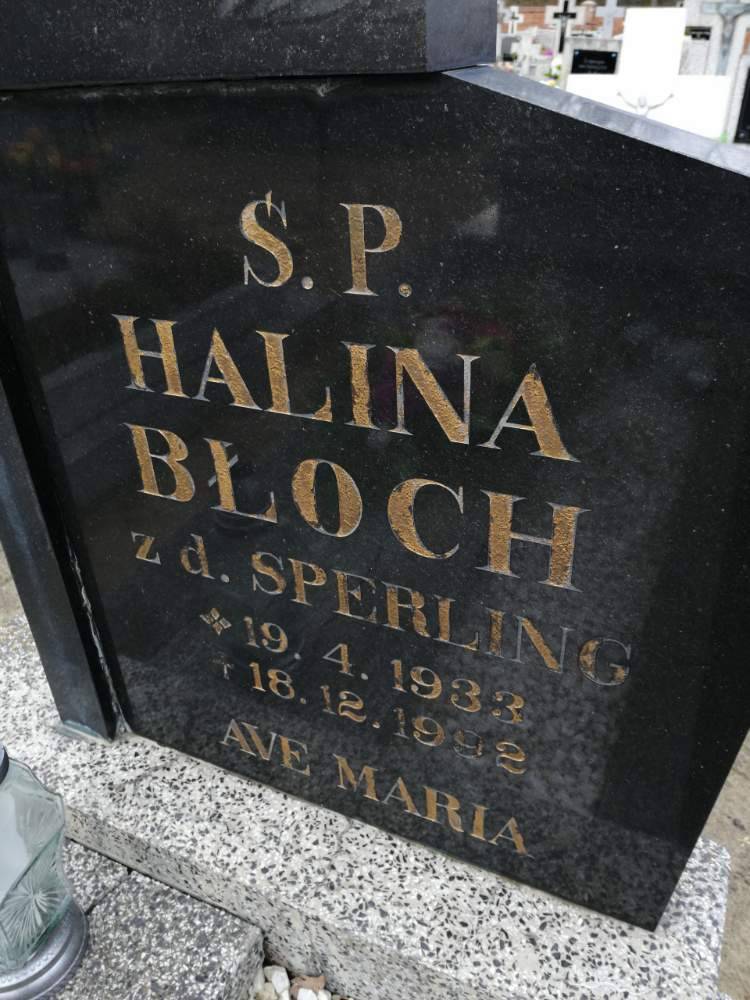 Ś. P.
HALINA
BŁOCH
z d. SPERLING
19. 4. 1933
† 18. 12. 1992
AVE MARIA